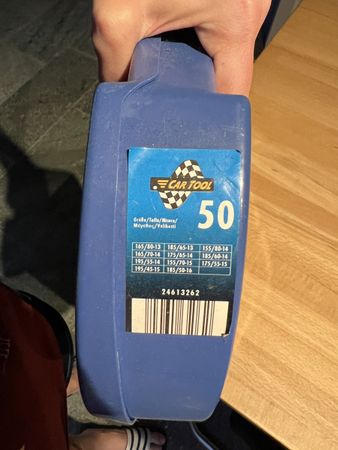 CAR TOOL
50
Größe/Taille/Misura/
Μέγεθος/Velikosti
165/80-13 185/65-13 155/80-14
165/70-14 175/65-14 185/60-14
195/55-14 155/70-15 175/55-15
195/45-15 185/50-16
24613262